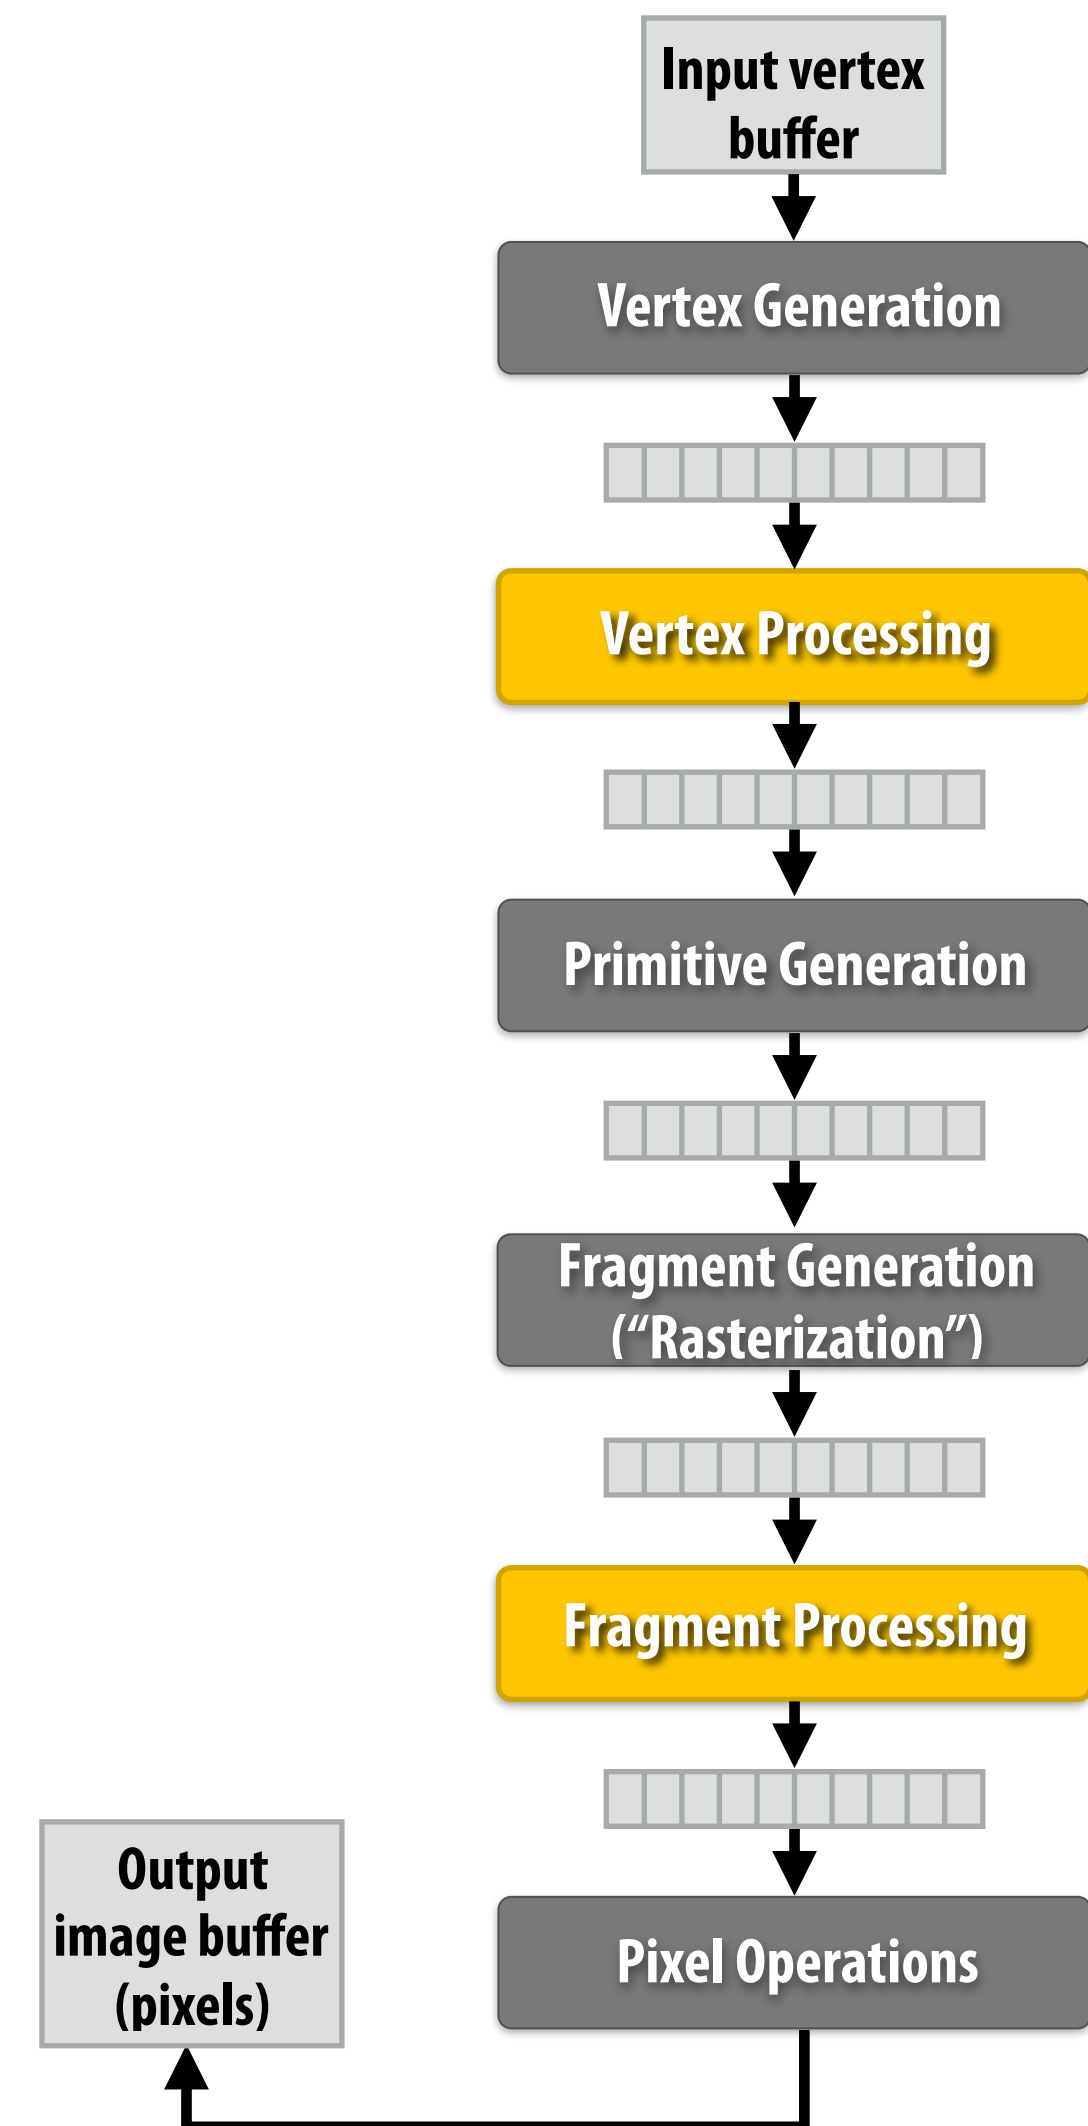 Input vertex
buffer
Vertex Generation
Vertex Processing
Primitive Generation
Fragment Generation
(“Rasterization”)
Fragment Processing
Output
image buffer
(pixels)
Pixel Operations